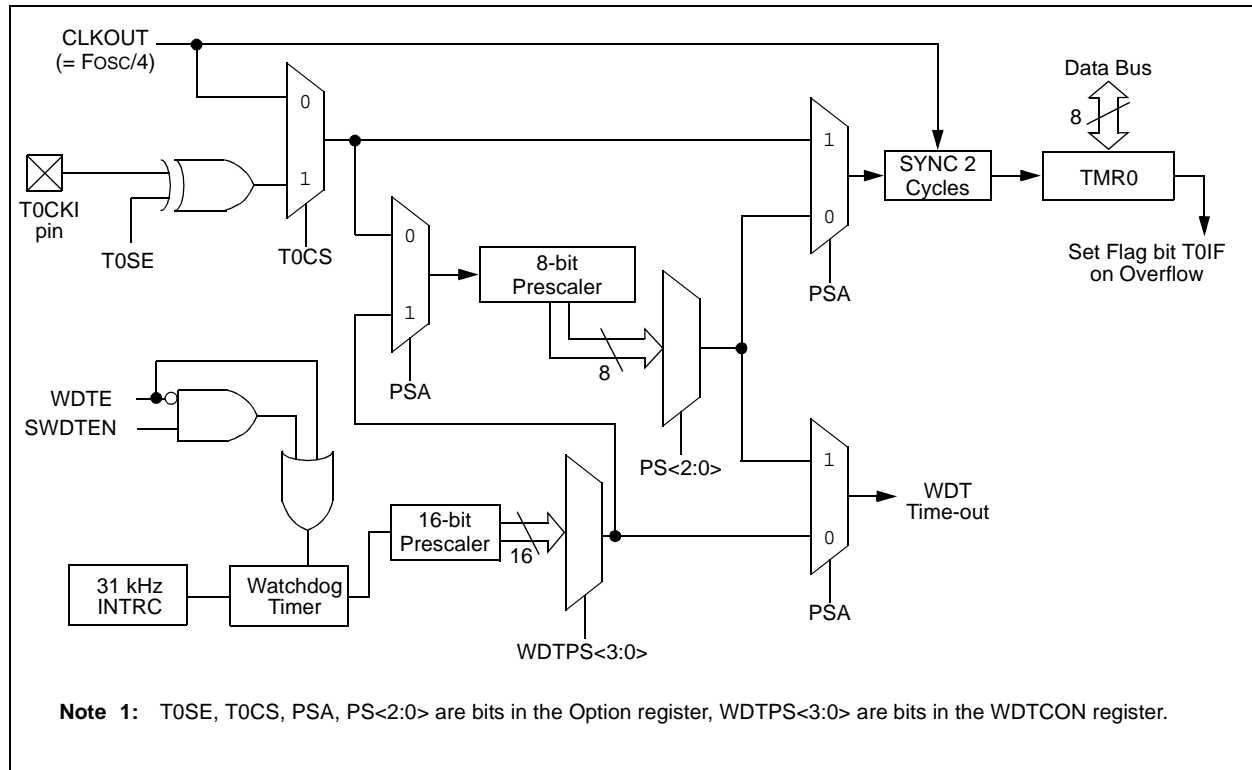 CLKOUT
(= FOSC/4)
0
1
T0CKI
pin
T0SE
T0CS
0
1
PSA
8-bit
Prescaler
8
PS<2:0>
1
0
PSA
SYNC 2
Cycles
Data Bus
8
TMR0
Set Flag bit T0IF
on Overflow
WDTE
SWDTEN
31 kHz
INTRC
Watchdog
Timer
16-bit
Prescaler
16
WDTPS<3:0>
1
0
PSA
WDT
Time-out
Note 1: T0SE, T0CS, PSA, PS<2:0> are bits in the Option register, WDTPS<3:0> are bits in the WDTCON register.